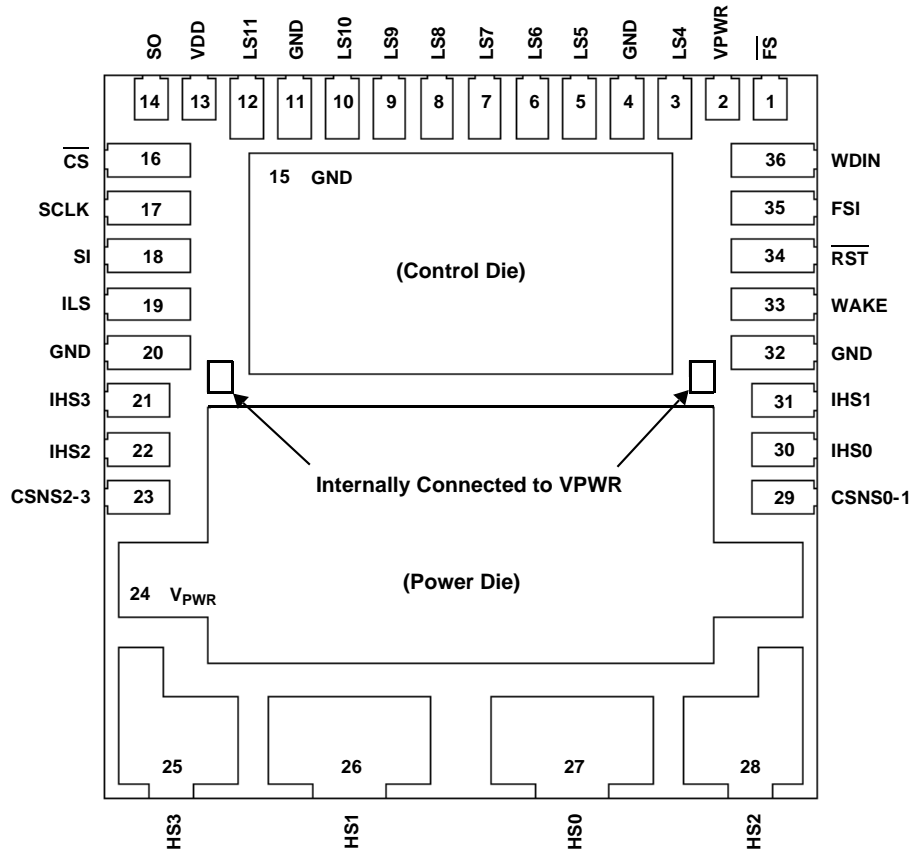 SO VDD LS11 GND LS10 LS9 LS8 LS7 LS6 LS5 GND LS4 VPWR F̅S̅
14 13 12 11 10 9 8 7 6 5 4 3 2 1
C̅S̅ 16 36 WDIN
15 GND
SCLK 17 35 FSI
SI 18 34 R̅S̅T̅
(Control Die)
ILS 19 33 WAKE
GND 20 32 GND
IHS3 21 31 IHS1
IHS2 22 30 IHS0
Internally Connected to VPWR
CSNS2-3 23 29 CSNS0-1
(Power Die)
24 VPWR
25 26 27 28
HS3 HS1 HS0 HS2